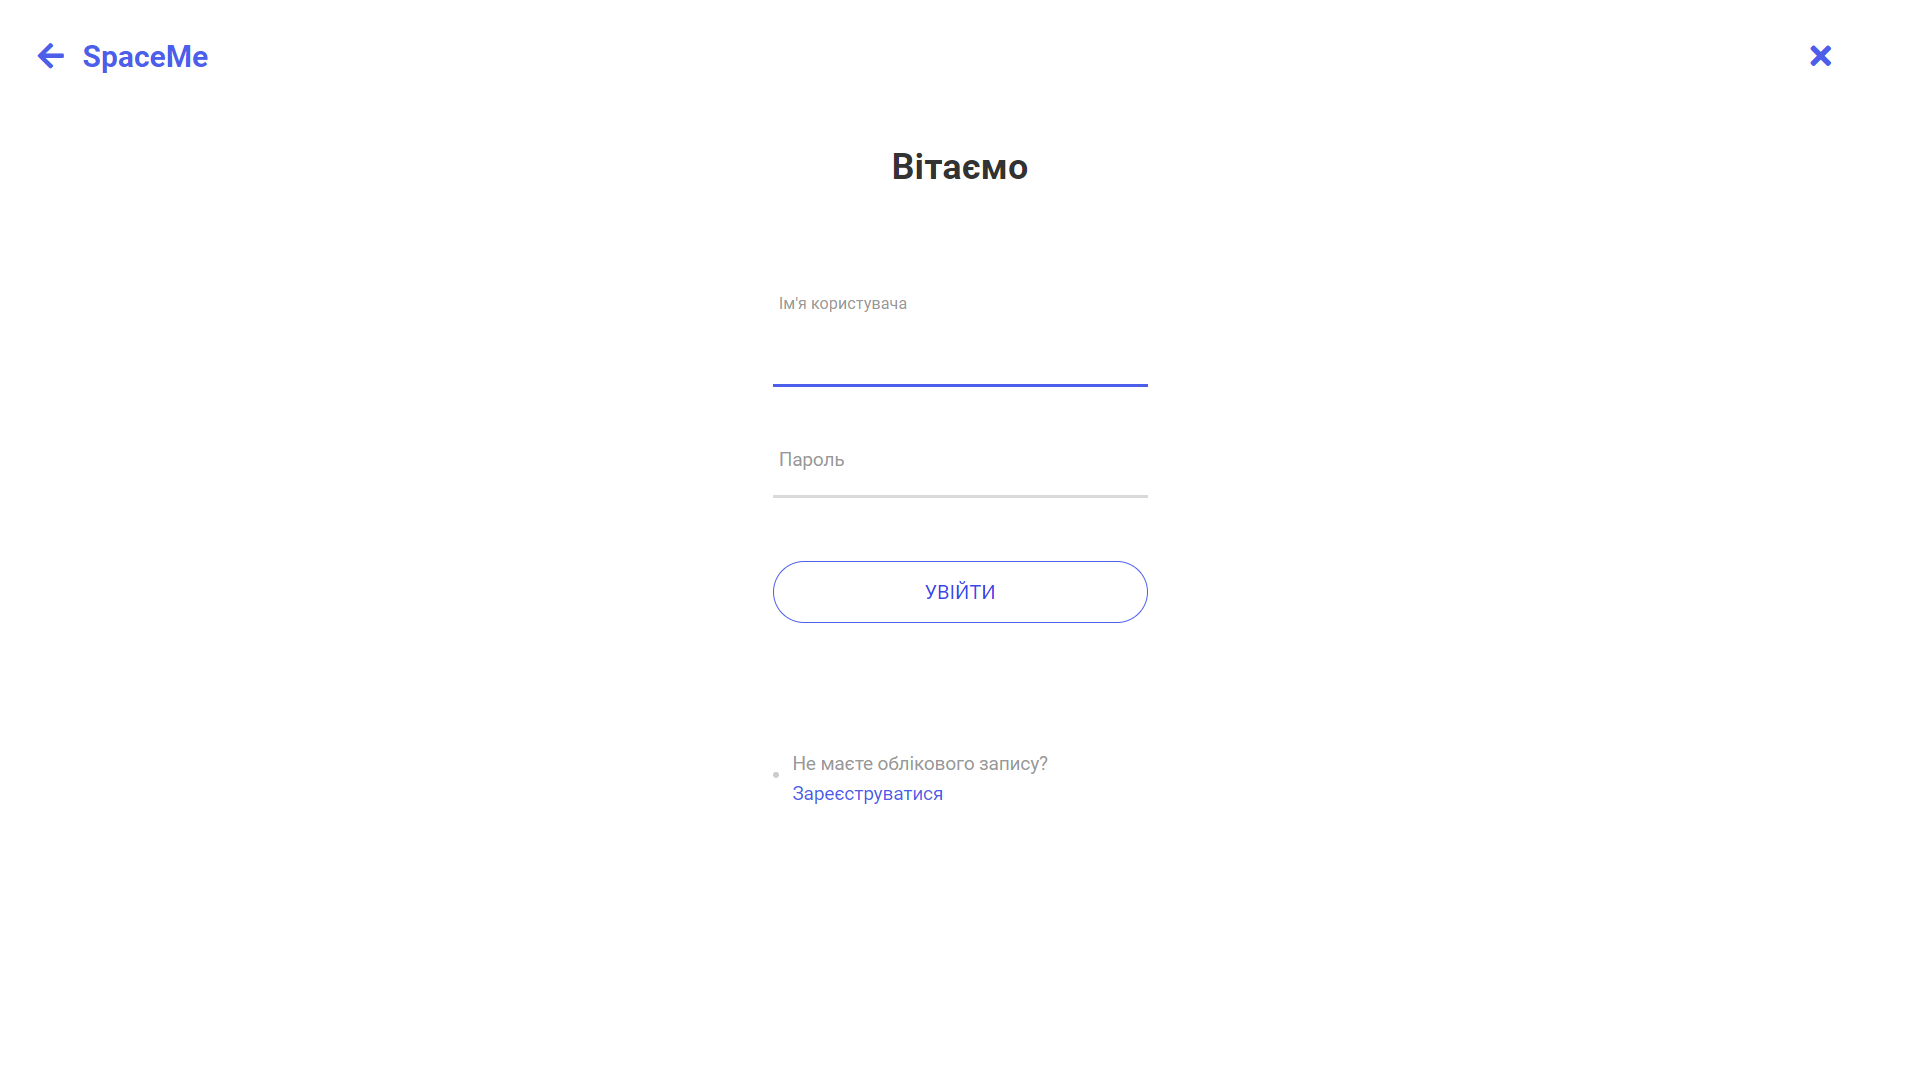 SpaceMe
Вітаємо
Ім'я користувача
Пароль
УВІЙТИ
Не маєте облікового запису?
Зареєструватися